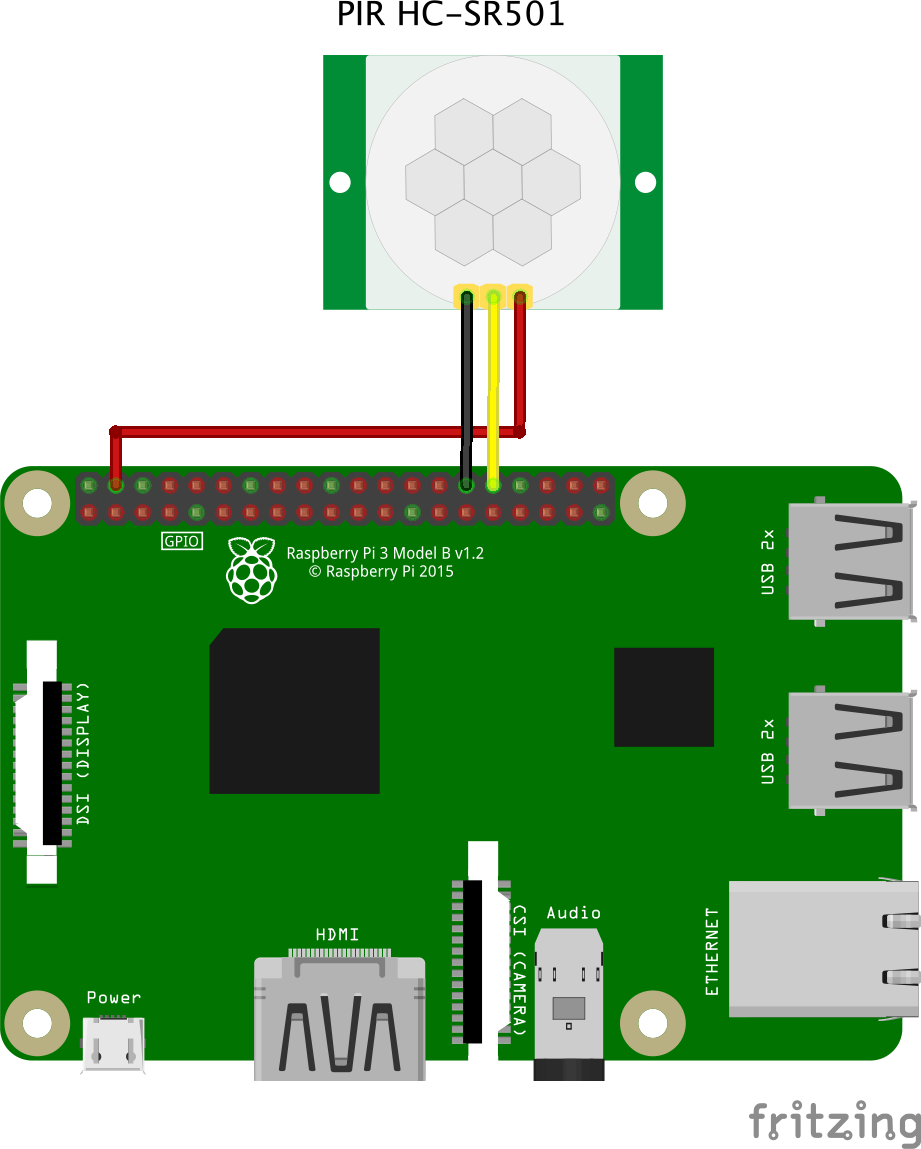 PIR HC-SR501
GPIO
Raspberry Pi 3 Model B v1.2
© Raspberry Pi 2015
USB 2x
DSI (DISPLAY)
USB 2x
HDMI
CSI (CAMERA)
Audio
ETHERNET
Power
fritzing